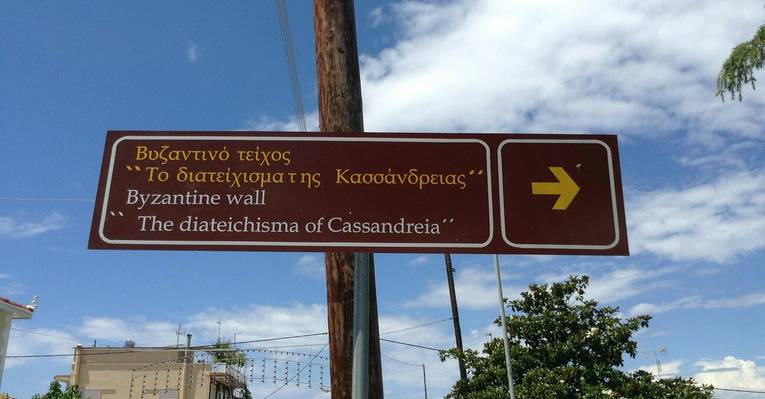 Βυζαντινό τείχος
``Το διατείχισμα της Κασσάνδρειας´´
Byzantine wall
`` The diateichisma of Cassandreia´´